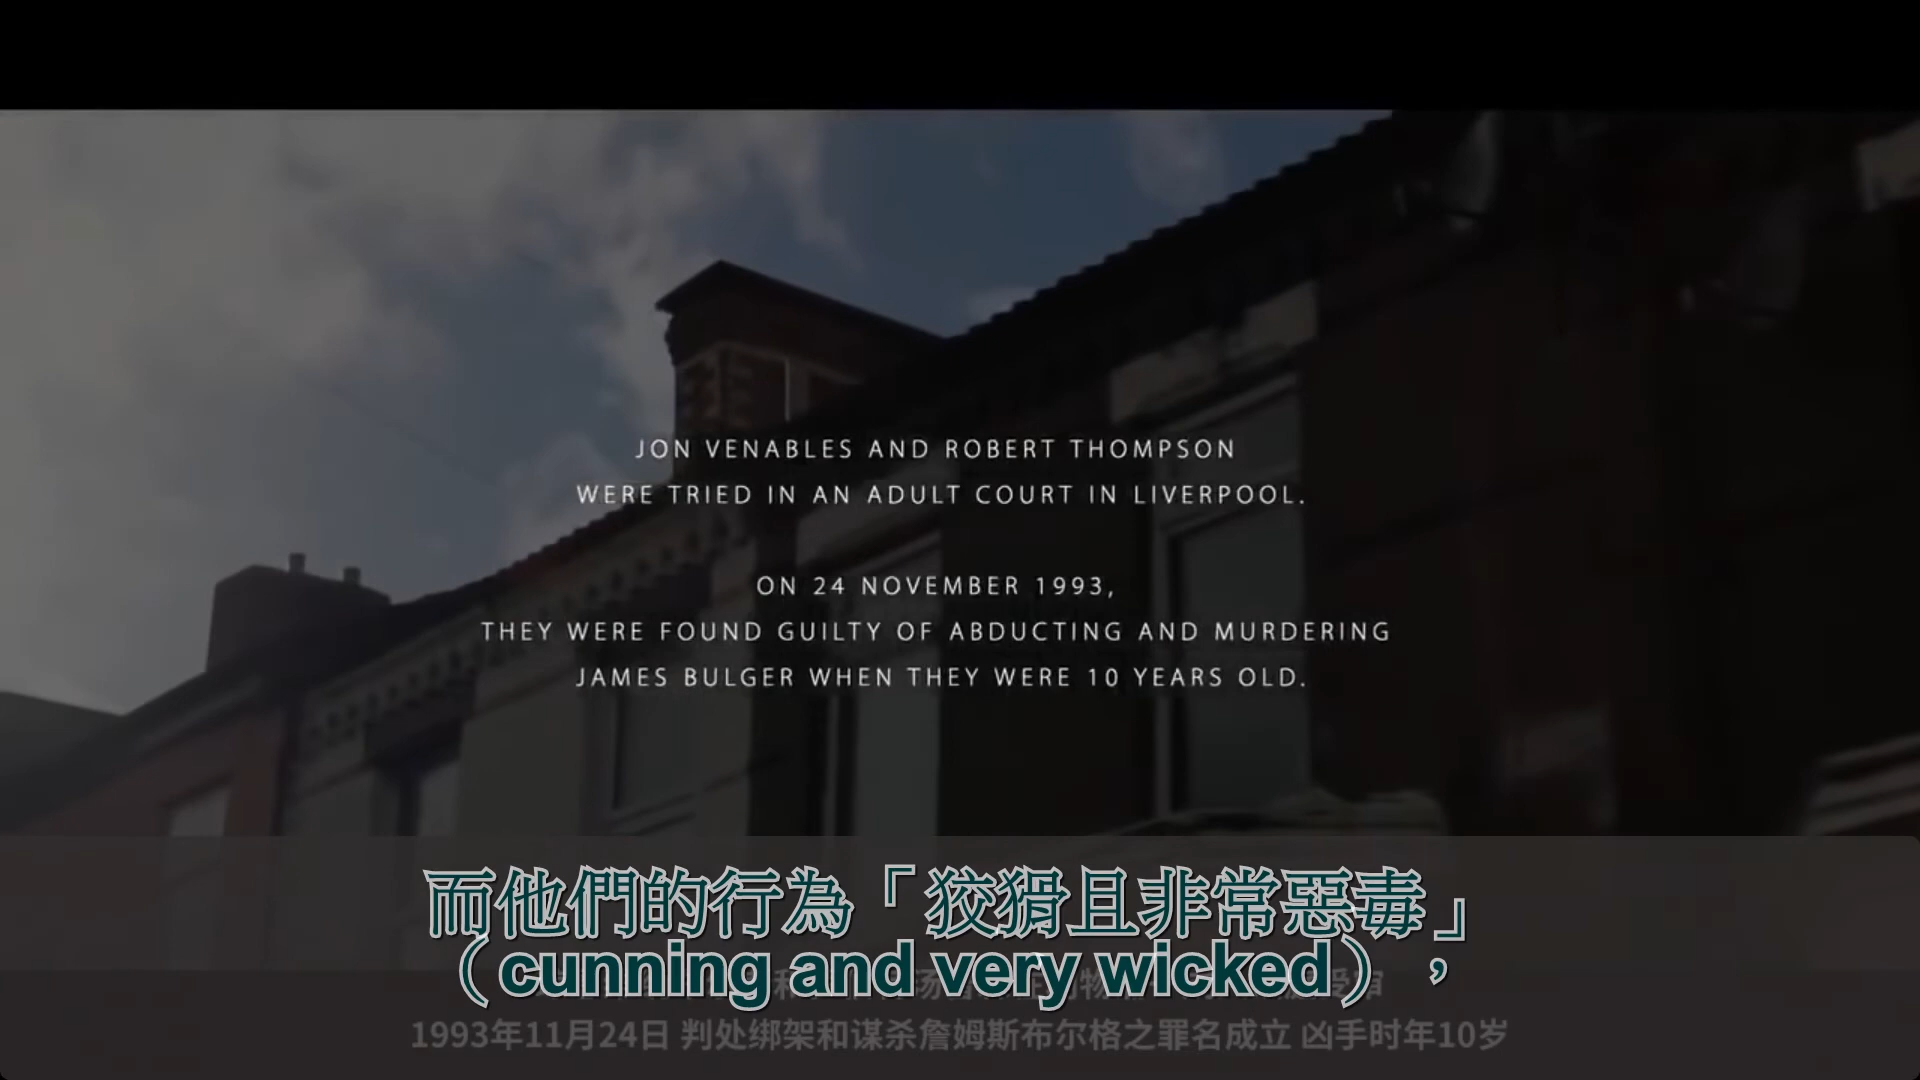 JON VENABLES AND ROBERT THOMPSON
WERE TRIED IN AN ADULT COURT IN LIVERPOOL.
ON 24 NOVEMBER 1993,
THEY WERE FOUND GUILTY OF ABDUCTING AND MURDERING
JAMES BULGER WHEN THEY WERE 10 YEARS OLD.
而他們的行為「狡猾且非常惡毒」
（cunning and very wicked），
1993年11月24日 判处绑架和谋杀詹姆斯布尔格之罪名成立 凶手时年10岁